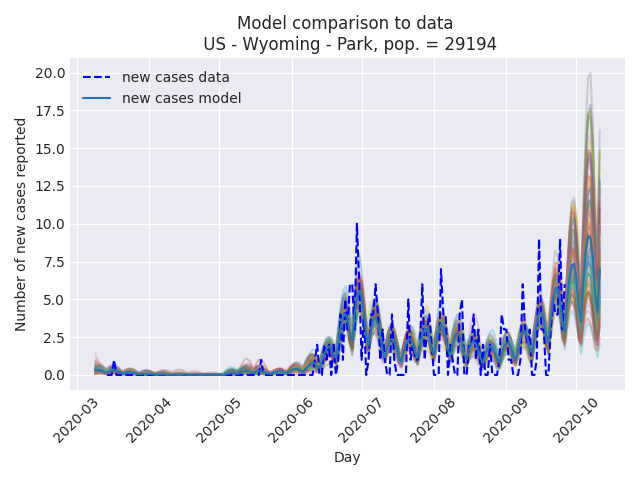 Model comparison to data
US - Wyoming - Park, pop. = 29194
new cases data
new cases model
Number of new cases reported
20.0
17.5
15.0
12.5
10.0
7.5
5.0
2.5
0.0
2020-03
2020-04
2020-05
2020-06
2020-07
2020-08
2020-09
2020-10
Day